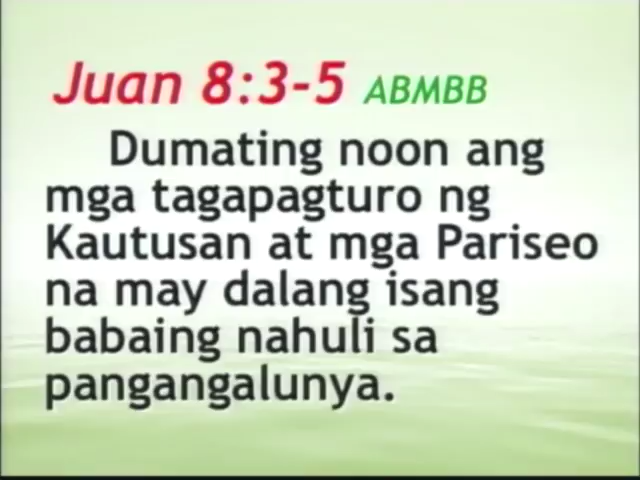 Juan 8:3-5 ABMBB
Dumating noon ang
mga tagapagturo ng
Kautusan at mga Pariseo
na may dalang isang
babaing nahuli sa
pangangalunya.